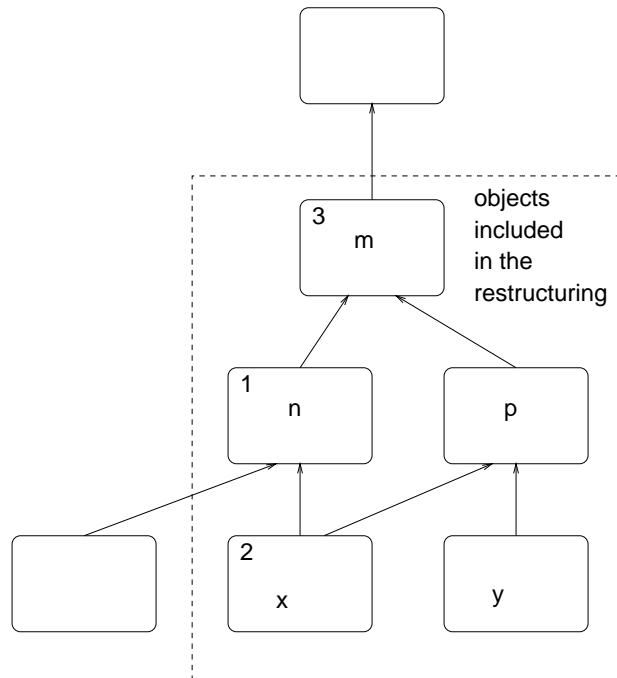 3
m
objects
included
in the
restructuring
1
n
p
2
x
y